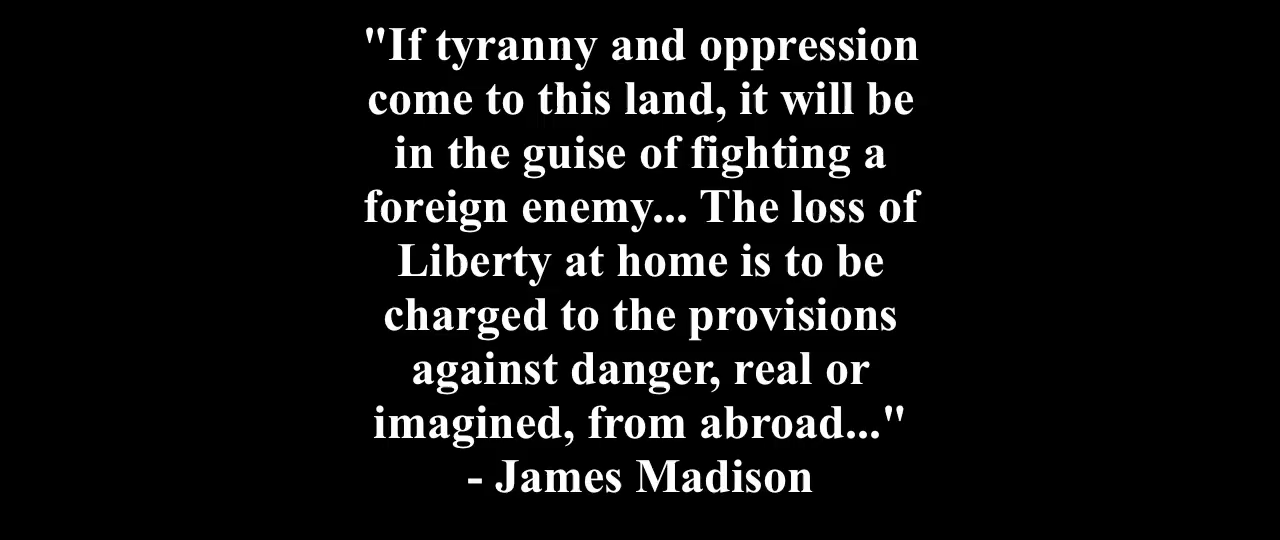 "If tyranny and oppression
come to this land, it will be
in the guise of fighting a
foreign enemy... The loss of
Liberty at home is to be
charged to the provisions
against danger, real or
imagined, from abroad..."
- James Madison